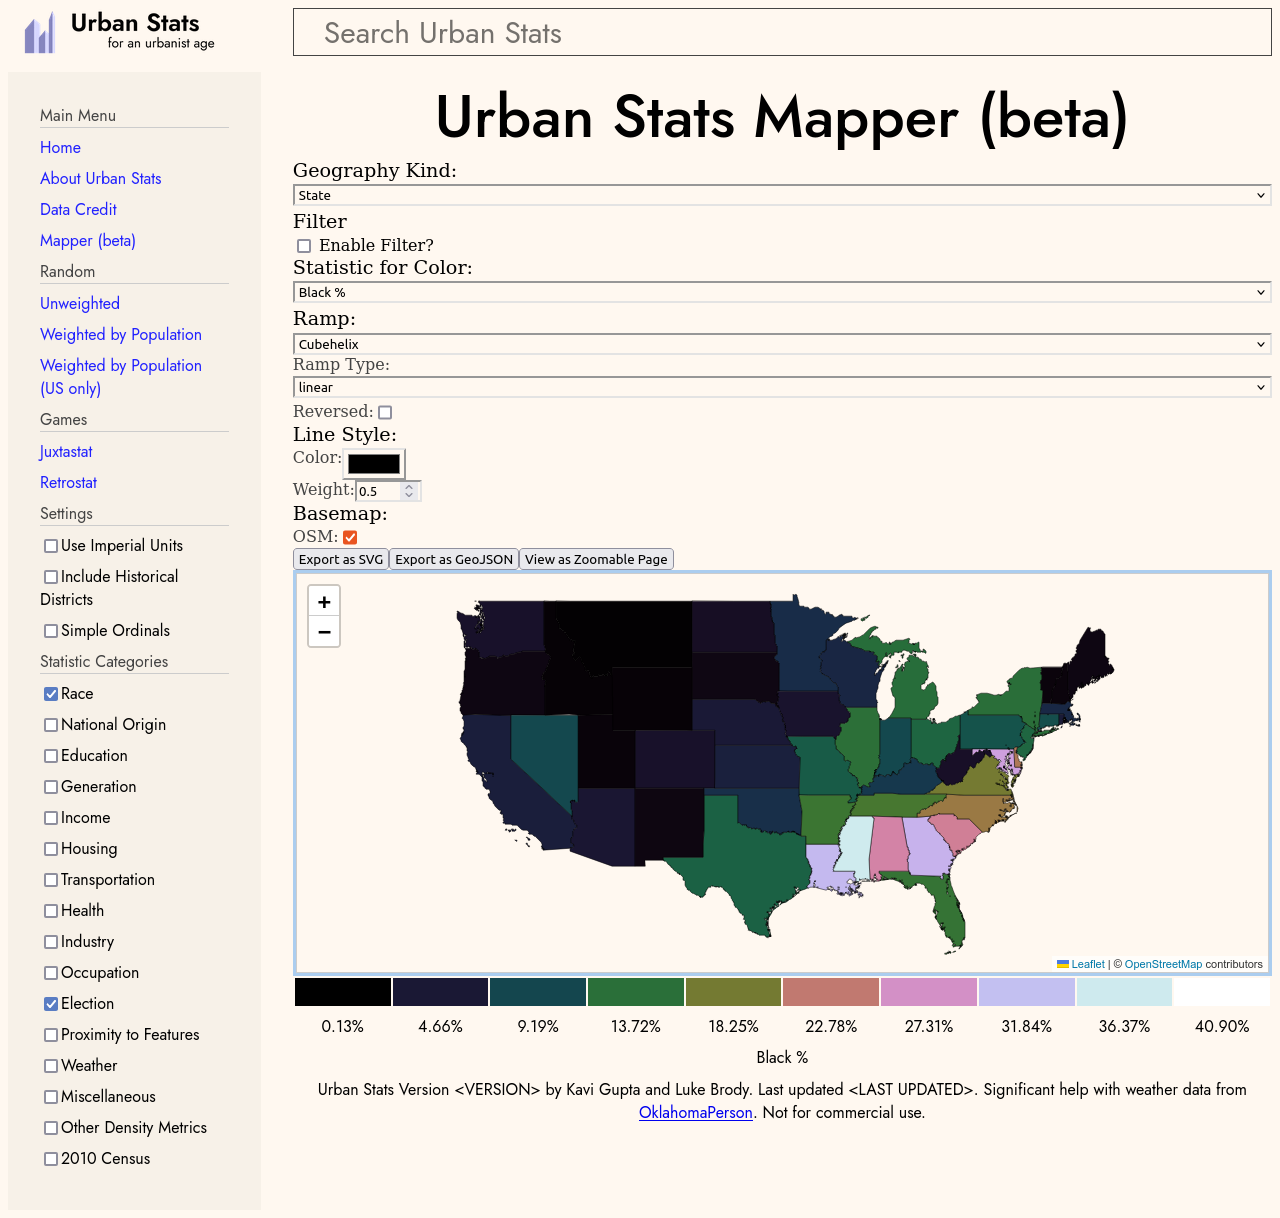 Urban Stats
for an urbanist age
Search Urban Stats
Main Menu
Home
About Urban Stats
Data Credit
Mapper (beta)
Random
Unweighted
Weighted by Population
Weighted by Population
(US only)
Games
Juxtastat
Retrostat
Settings
Use Imperial Units
Include Historical
Districts
Simple Ordinals
Statistic Categories
Race
National Origin
Education
Generation
Income
Housing
Transportation
Health
Industry
Occupation
Election
Proximity to Features
Weather
Miscellaneous
Other Density Metrics
2010 Census
Urban Stats Mapper (beta)
Geography Kind:
State
Filter
Enable Filter?
Statistic for Color:
Black %
Ramp:
Cubehelix
Ramp Type:
linear
Reversed:
Line Style:
Color:
Weight: 0.5
Basemap:
OSM:
Export as SVG Export as GeoJSON View as Zoomable Page
+
−
Leaflet | © OpenStreetMap contributors
0.13% 4.66% 9.19% 13.72% 18.25% 22.78% 27.31% 31.84% 36.37% 40.90%
Black %
Urban Stats Version <VERSION> by Kavi Gupta and Luke Brody. Last updated <LAST UPDATED>. Significant help with weather data from
OklahomaPerson. Not for commercial use.